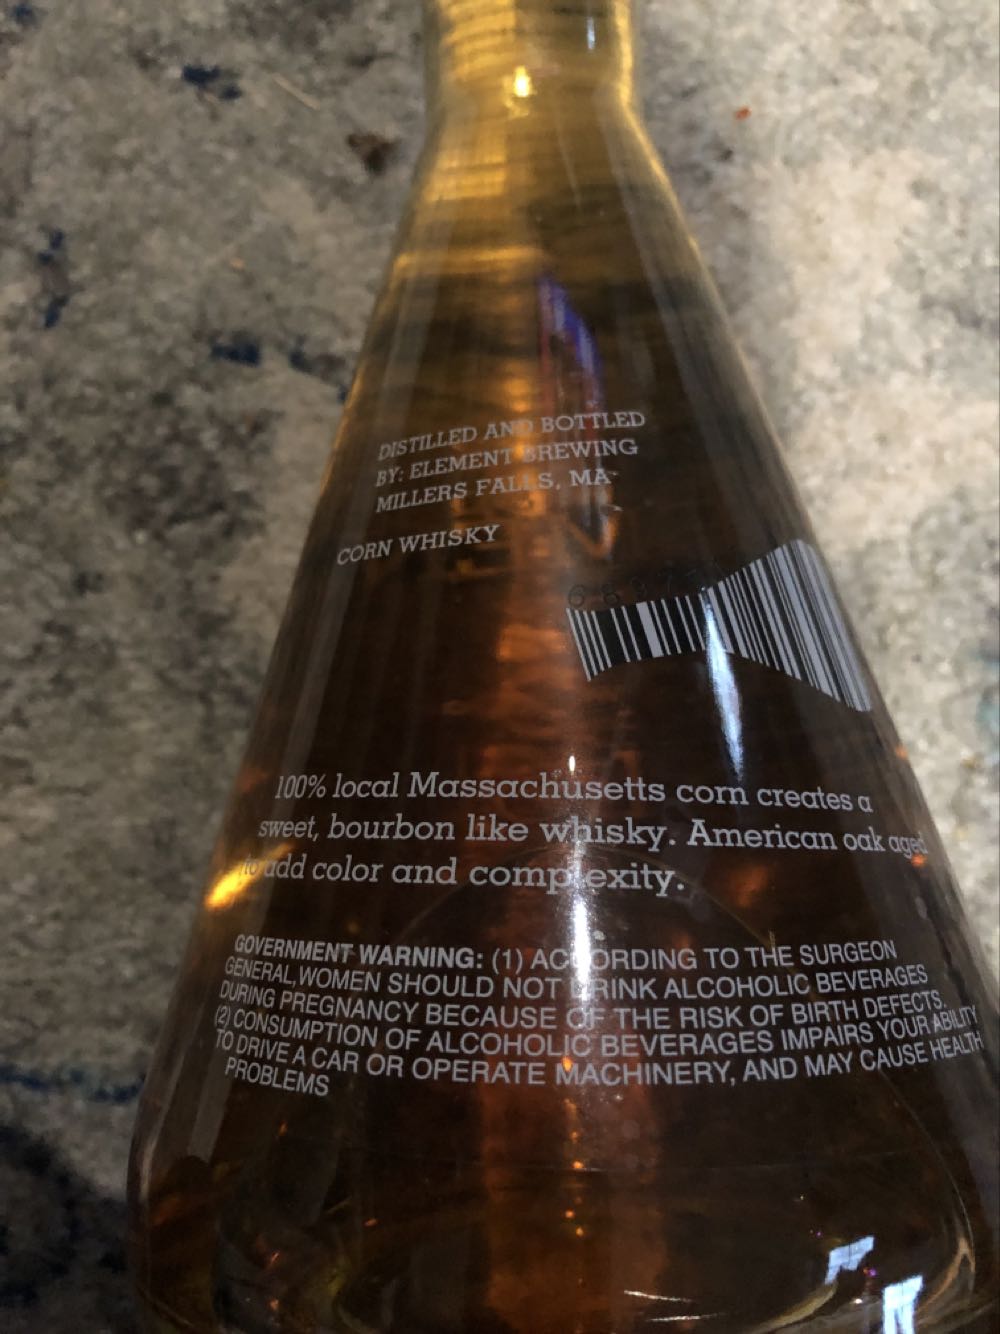 DISTILLED AND BOTTLED
BY: ELEMENT BREWING
MILLERS FALLS, MA
CORN WHISKY
100% local Massachusetts corn creates a
sweet, bourbon like whisky. American oak aged
to add color and complexity.
GOVERNMENT WARNING: (1) ACCORDING TO THE SURGEON
GENERAL, WOMEN SHOULD NOT DRINK ALCOHOLIC BEVERAGES
DURING PREGNANCY BECAUSE OF THE RISK OF BIRTH DEFECTS.
(2) CONSUMPTION OF ALCOHOLIC BEVERAGES IMPAIRS YOUR ABILITY
TO DRIVE A CAR OR OPERATE MACHINERY, AND MAY CAUSE HEALTH
PROBLEMS